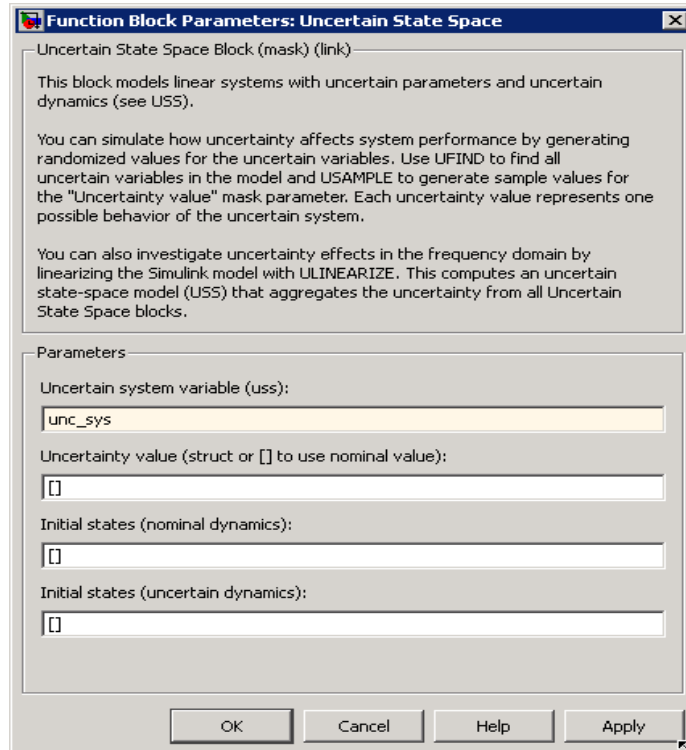 Function Block Parameters: Uncertain State Space
Uncertain State Space Block (mask) (link)
This block models linear systems with uncertain parameters and uncertain
dynamics (see USS).
You can simulate how uncertainty affects system performance by generating
randomized values for the uncertain variables. Use UFIND to find all
uncertain variables in the model and USAMPLE to generate sample values for
the "Uncertainty value" mask parameter. Each uncertainty value represents one
possible behavior of the uncertain system.
You can also investigate uncertainty effects in the frequency domain by
linearizing the Simulink model with ULINEARIZE. This computes an uncertain
state-space model (USS) that aggregates the uncertainty from all Uncertain
State Space blocks.
Parameters
Uncertain system variable (uss):
unc_sys
Uncertainty value (struct or [] to use nominal value):
[]
Initial states (nominal dynamics):
[]
Initial states (uncertain dynamics):
[]
OK Cancel Help Apply